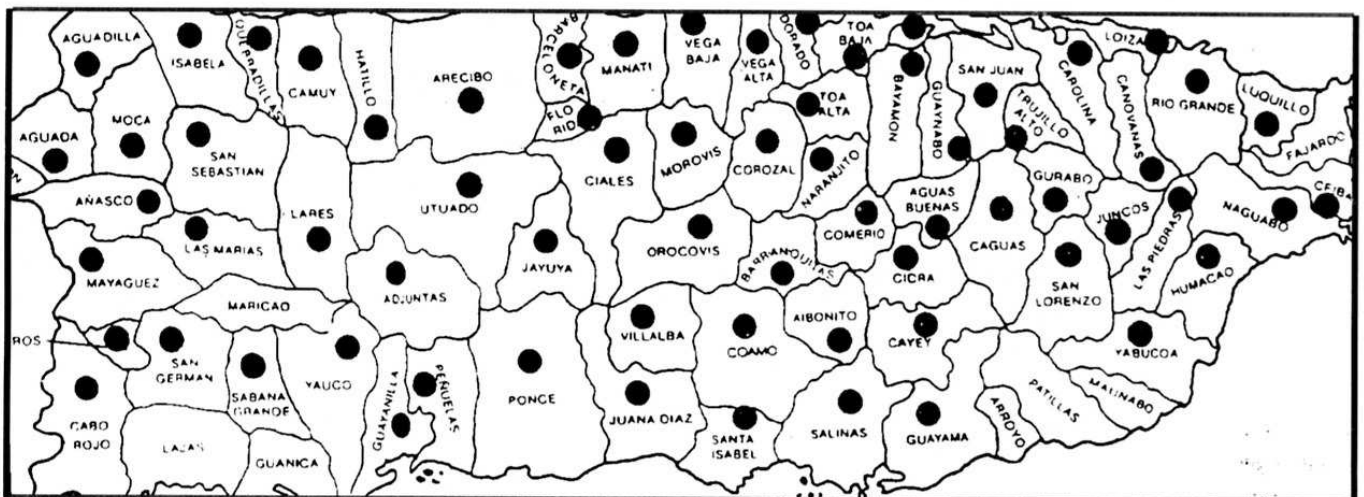 AGUADILLA
ISABELA
QUEBRADILLAS
CAMUY
HATILLO
ARECIBO
BARCELONETA
MANATI
VEGA
BAJA
VEGA
ALTA
DORADO
TOA
BAJA
BAYAMON
GUAYNABO
SAN JUAN
TRUJILLO
ALTO
CAROLINA
LOIZA
CANOVANAS
RIO GRANDE
LUQUILLO
FAJARDO
CEIBA
AGUADA
MOCA
SAN
SEBASTIAN
FLO
RID
TOA
ALTA
CIALES
MOROVIS
COROZAL
NARANJITO
AÑASCO
LARES
UTUADO
AGUAS
BUENAS
GURABO
JUNCOS
LAS PIEDRAS
NAGUABO
LAS MARIAS
OROCOVIS
COMERIO
CAGUAS
MAYAGUEZ
JAYUYA
BARRANQUITAS
CIDRA
SAN
LORENZO
HUMACAO
MARICAO
ADJUNTAS
ROS
SAN
GERMAN
SABANA
GRANDE
YAUCO
GUAYANILLA
PEÑUELAS
PONCE
VILLALBA
COAMO
AIBONITO
CAYEY
YABUCOA
CABO
ROJO
LAJAS
GUANICA
JUANA DIAZ
SANTA
ISABEL
SALINAS
GUAYAMA
ARROYO
PATILLAS
MAUNABO